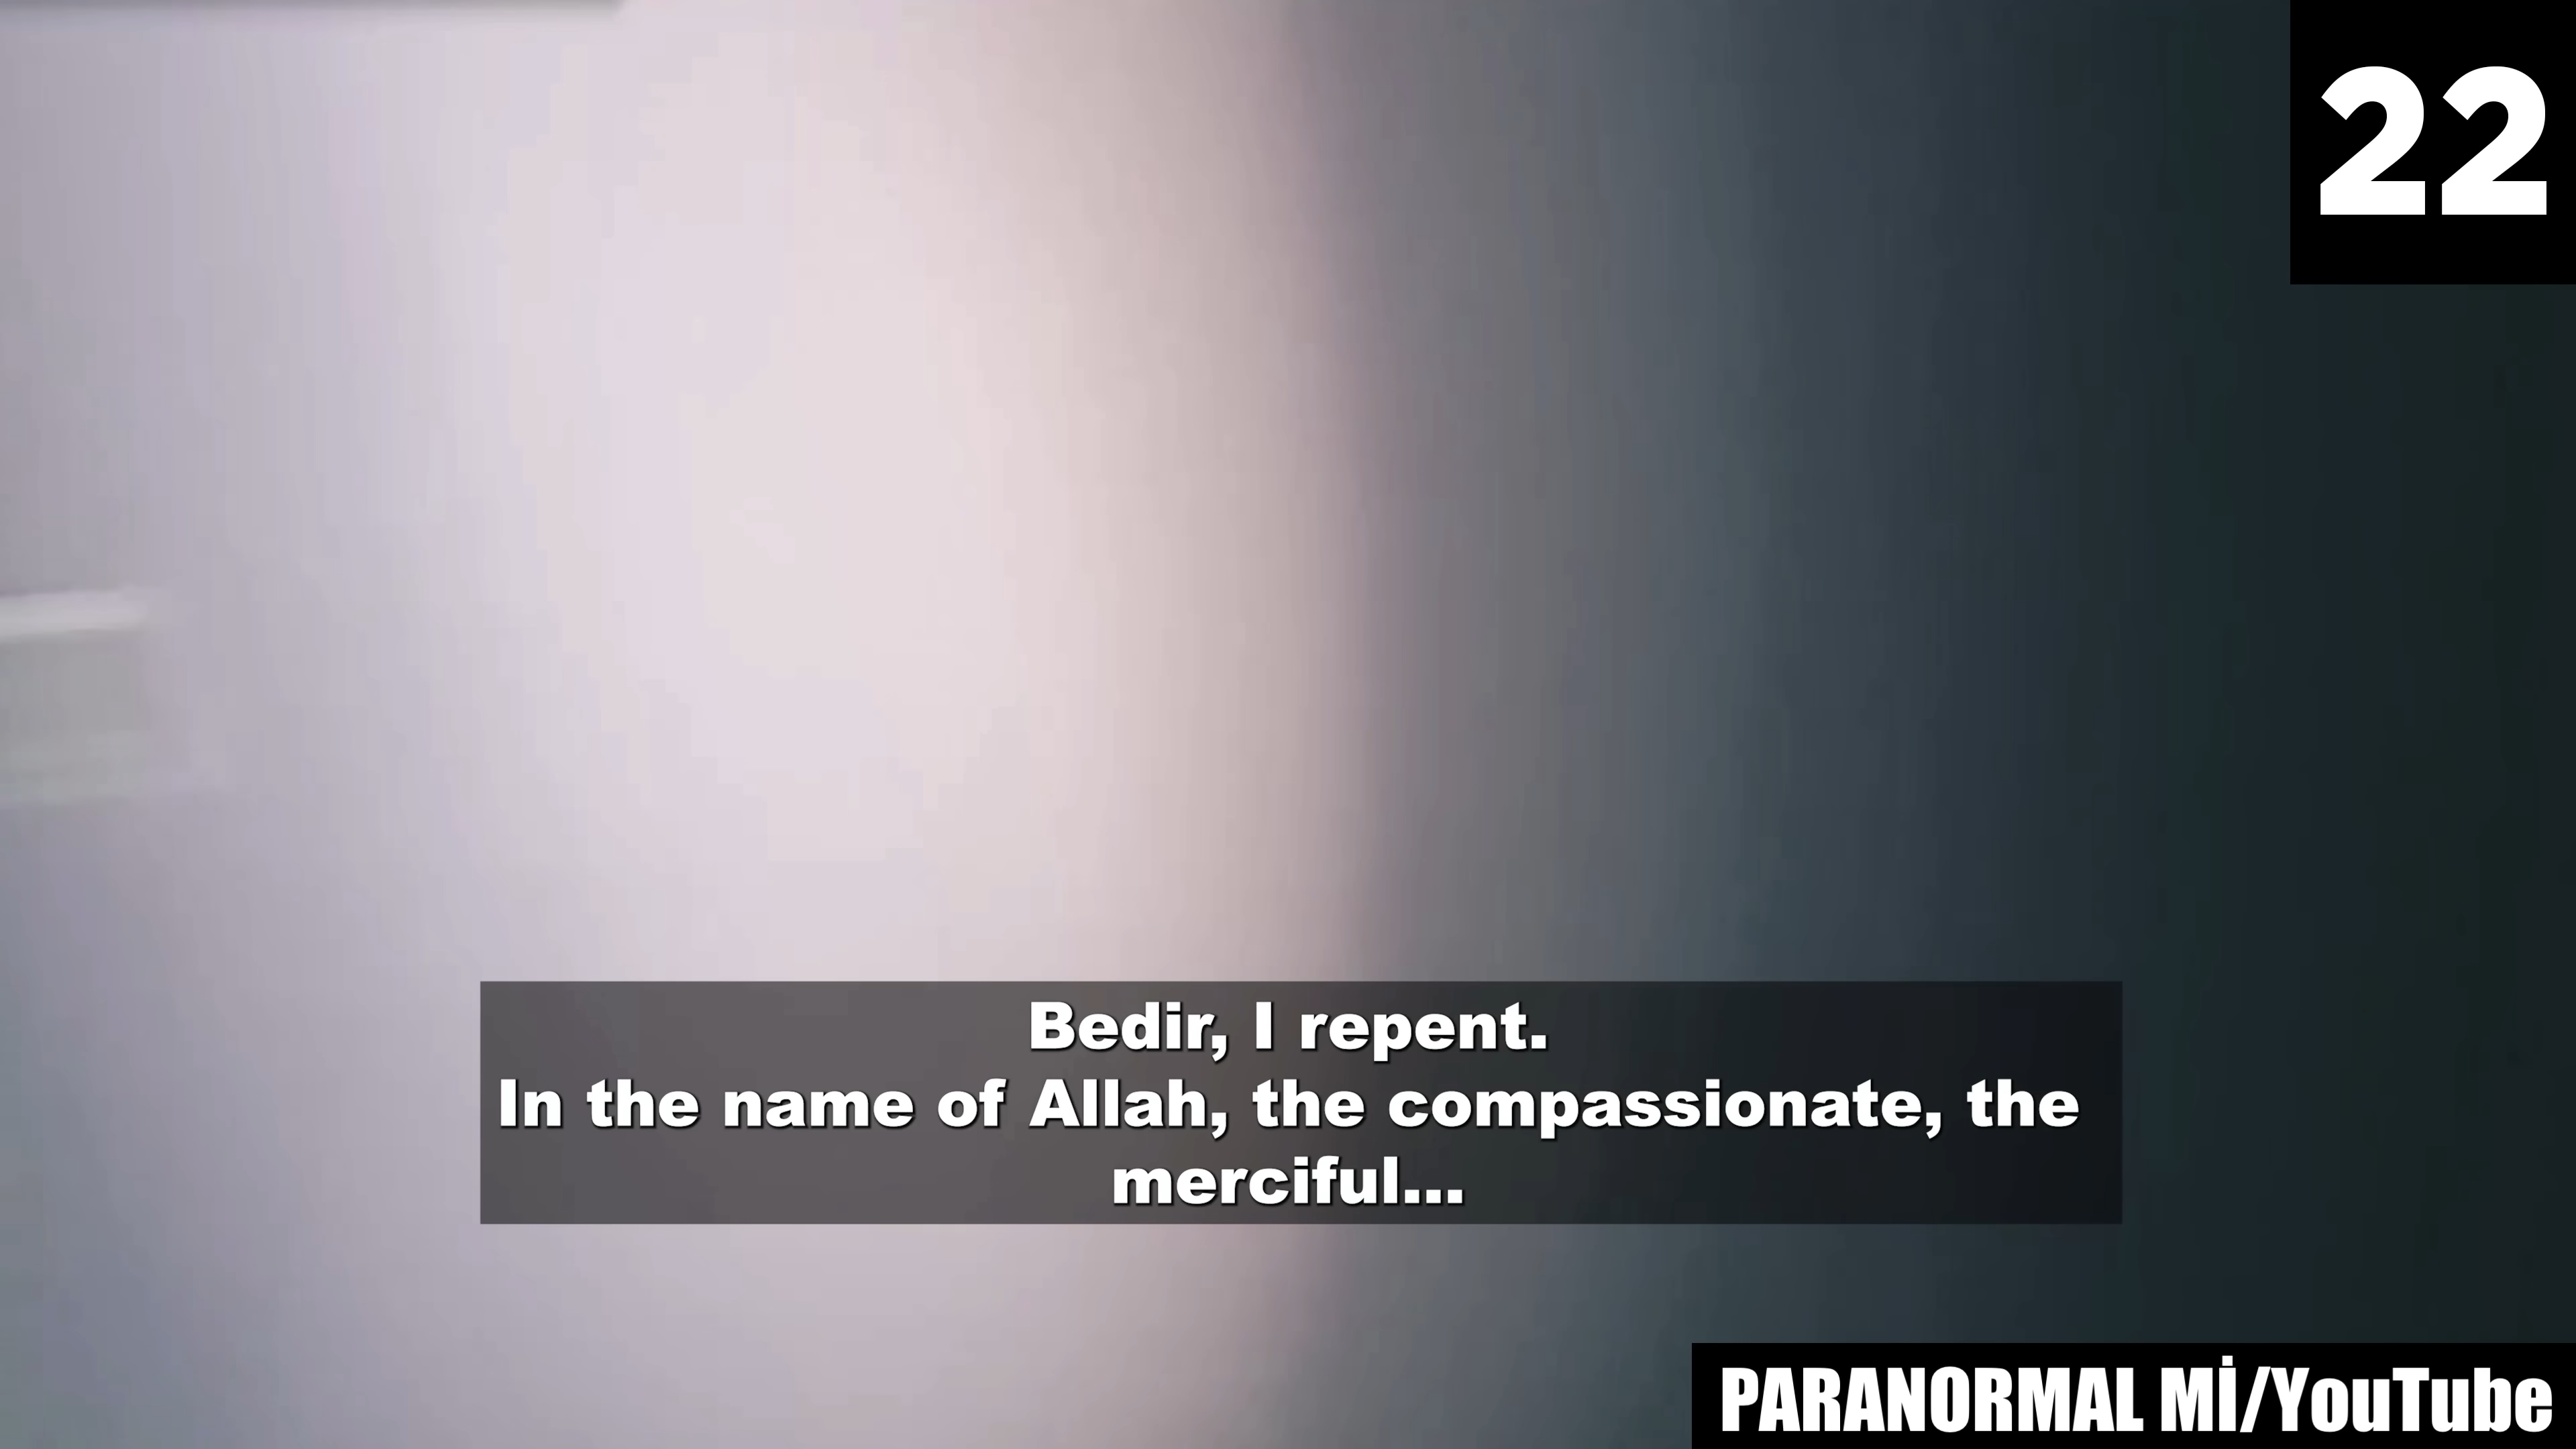 22
Bedir, I repent.
In the name of Allah, the compassionate, the
merciful...
PARANORMAL Mİ/YouTube